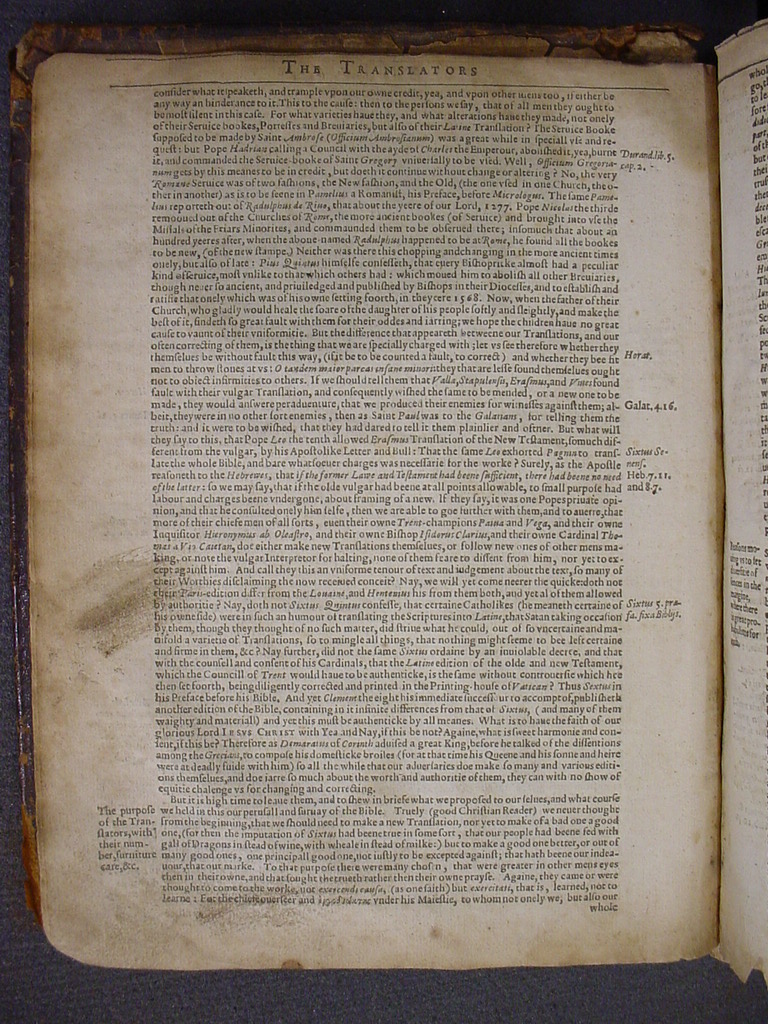 THE TRANSLATORS
consider what it speaketh, and trample vpon our owne credit, yea, and vpon other mens too, if either be
any way an hinderance to it. This to the cause: then to the persons we say, that of all men they ought to
be most silent in this case. For what varieties haue they, and what alterations haue they made, not onely
of their Seruice bookes, Portesses and Breuiaries, but also of their Latine Translation? The Seruice Booke
supposed to be made by Saint Ambrose (Officium Ambrosianum) was a great while in speciall vse and re-
quest: but Pope Hadrian calling a Councill with the ayde of Charles the Emperour, abolished it, yea, burne
it, and commanded the Seruice-booke of Saint Gregory vniuersally to be vsed. Well, Officium Gregoria-
num gets by this meanes to be in credit, but doeth it continue without change or altering? No, the very
Romane Seruice was of two fashions, the New fashion, and the Old, (the one vsed in one Church, the o-
ther in another) as is to be seene in Pamelius a Romanist, his Preface, before Micrologus. The same Pame-
lius reporteth out of Radulphus de Riuo, that about the yeere of our Lord, 1277. Pope Nicolas the third
remooued out of the Churches of Rome, the more ancient bookes (of Seruice) and brought into vse the
Missals of the Friars Minorites, and commaunded them to be obserued there; insomuch that about an
hundred yeeres after, when the aboue-named Radulphus happened to be at Rome, he found all the bookes
to be new, (of the new stampe.) Neither was there this chopping and changing in the more ancient times
onely, but also of late: Pius Quintus himselfe confesseth, that euery Bishopricke almost had a peculiar
kind of seruice, most vnlike to that which others had: which moued him to abolish all other Breuiaries,
though neuer so ancient, and priuiledged and published by Bishops in their Diocesses, and to establish and
ratifie that onely which was of his owne setting foorth, in the yere 1568. Now, when the father of their
Church, who gladly would heale the soare of the daughter of his people softly and sleightly, and make the
best of it, findeth so great fault with them for their oddes and iarring; we hope the children haue no great
cause to vaunt of their vniformitie. But the difference that appeareth betweene our Translations, and our
often correcting of them, is the thing that we are specially charged with; let vs see therefore whether they
themselues be without fault this way, (if it be to be counted a fault, to correct) and whether they bee fit
men to throw stones at vs: O tandem maior parcas insane minori: they that are lesse sound themselues ought
not to obiect infirmities to others. If we should tell them that Valla, Stapulensis, Erasmus, and Viues found
fault with their vulgar Translation, and consequently wished the same to be mended, or a new one to be
made, they would answere peraduenture, that we produced their enemies for witnesses against them; al-
beit, they were in no other sort enemies, then as Saint Paul was to the Galatians, for telling them the
truth: and it were to be wished, that they had dared to tell it them plainlier and oftner. But what will
they say to this, that Pope Leo the tenth allowed Erasmus Translation of the New Testament, so much dif-
ferent from the vulgar, by his Apostolike Letter and Bull: That the same Leo exhorted Pagnin to trans-
late the whole Bible, and bare whatsoeuer charges was necessarie for the worke? Surely, as the Apostle
reasoneth to the Hebrewes, that if the former Lawe and Testament had beene sufficient, there had beene no need
of the latter: so we may say, that if the olde vulgar had beene at all points allowable, to small purpose had
labour and charges beene vndergone, about framing of a new. If they say, it was one Popes priuate opi-
nion, and that he consulted onely himselfe, then we are able to goe further with them, and to auerre, that
more of their chiefe men of all sorts, euen their owne Trent-champions Paiua and Vega, and their owne
Inquisitor Hieronymus ab Oleastro, and their owne Bishop Isidorus Clarius, and their owne Cardinal Tho-
mas a Vio Caietan, doe either make new Translations themselues, or follow new ones of other mens ma-
king, or note the vulgar Interpretor for halting, none of them feare to dissent from him, nor yet to ex-
cept against him. And call they this an vniforme tenour of text and iudgement about the text, so many of
their Worthies disclaiming the now receiued conceit? Nay, we will yet come neerer the quicke: doth not
their Paris-edition differ from the Louaine, and Hentenius his from them both, and yet all of them allowed
by authoritie? Nay, doth not Sixtus Quintus confesse, that certaine Catholikes (he meaneth certaine of
his owne side) were in such an humour of translating the Scriptures into Latine, that Satan taking occasion
by them, though they thought of no such matter, did striue what he could, out of so vncertaine and ma-
nifold a varietie of Translations, so to mingle all things, that nothing might seeme to bee left certaine
and firme in them, &c? Nay further, did not the same Sixtus ordaine by an inuiolable decree, and that
with the counsell and consent of his Cardinals, that the Latine edition of the olde and new Testament,
which the Councill of Trent would haue to be authenticke, is the same without controuersie which hee
then set foorth, being diligently corrected and printed in the Printing-house of Vatican? Thus Sixtus in
his Preface before his Bible. And yet Clement the eight his immediate successour to accompt of, publisheth
another edition of the Bible, containing in it infinite differences from that of Sixtus, (and many of them
waighty and materiall) and yet this must be authenticke by all meanes. What is to haue the faith of our
glorious Lord IESVS CHRIST with Yea and Nay, if this be not? Againe, what is sweet harmonie and con-
sent, if this be? Therefore as Demaratus of Corinth aduised a great King, before he talked of the dissentions
among the Grecians, to compose his domesticke broiles (for at that time his Queene and his sonne and heire
were at deadly fuide with him) so all the while that our aduersaries doe make so many and various editi-
ons themselues, and doe iarre so much about the worth and authoritie of them, they can with no show of
equitie chalenge vs for changing and correcting.
But it is high time to leaue them, and to shew in briefe what we proposed to our selues, and what course
we held in this our perusall and suruay of the Bible. Truely (good Christian Reader) we neuer thought
from the beginning, that we should need to make a new Translation, nor yet to make of a bad one a good
one, (for then the imputation of Sixtus had beene true in some sort, that our people had beene fed with
gall of Dragons in stead of wine, with wheale in stead of milke:) but to make a good one better, or out of
many good ones, one principall good one, not iustly to be excepted against; that hath beene our indea-
uour, that our marke. To that purpose there were many chosen, that were greater in other mens eyes
then in their owne, and that sought the trueth rather then their owne prayse. Againe, they came or were
thought to come to the worke, not exercendi causa, (as one saith) but exercitati, that is, learned, not to
learne: For the chiefe ouerseer and ἐργοδιώκτης vnder his Maiestie, to whom not onely we, but also our
whole
Durand. lib. 5.
cap. 2.
Horat.
Galat. 4.16.
Sixtus Se-
nens.
Heb. 7.11.
and 8.7.
Sixtus 5. præ-
fa. fixa Biblijs.
The purpose
of the Tran-
slators, with
their num-
ber, furniture
care, &c.